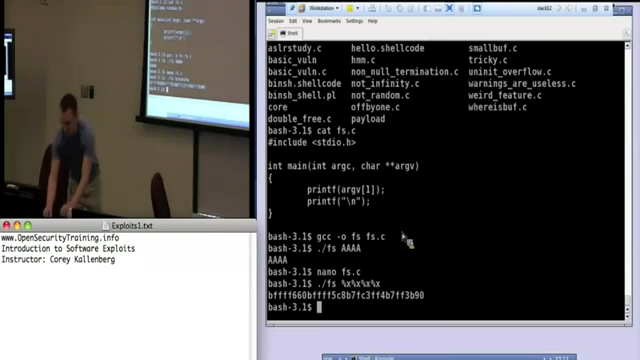 Workstation
slack12
Session Edit View Bookmarks Settings Help
Shell
aslrstudy.c hello.shellcode smallbuf.c
basic_vuln hmm.c tricky.c
basic_vuln.c non_null_termination.c uninit_overflow.c
binsh.shellcode not_infinity.c warnings_are_useless.c
binsh_shell.pl not_random.c weird_feature.c
core offbyone.c whereisbuf.c
double_free.c payload
bash-3.1$ cat fs.c
#include <stdio.h>
int main(int argc, char **argv)
{
printf(argv[1]);
printf("\n");
}
bash-3.1$ gcc -o fs fs.c
bash-3.1$ ./fs AAAA
AAAA
bash-3.1$ nano fs.c
bash-3.1$ ./fs %x%x%x%x
bffff660bffff5c8b7fc3ff4b7ff3b90
bash-3.1$
Exploits1.txt
www.OpenSecurityTraining.info
Introduction to Software Exploits
Instructor: Corey Kallenberg
Shell - Konsole